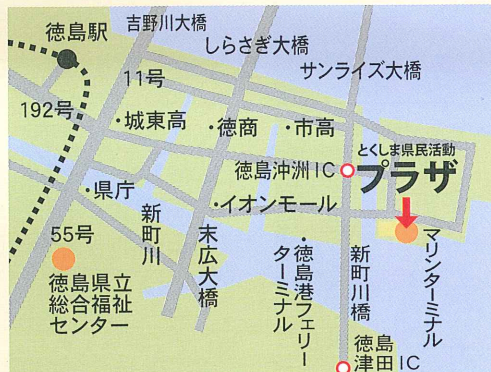 吉野川大橋
徳島駅
しらさぎ大橋
サンライズ大橋
11号
192号
・城東高
・徳商
・市高
とくしま県民活動
プラザ
徳島沖洲IC
・県庁
・イオンモール
新町川
末広大橋
・徳島港フェリー
ターミナル
新町川橋
マリンターミナル
55号
徳島県立
総合福祉
センター
徳島
津田IC